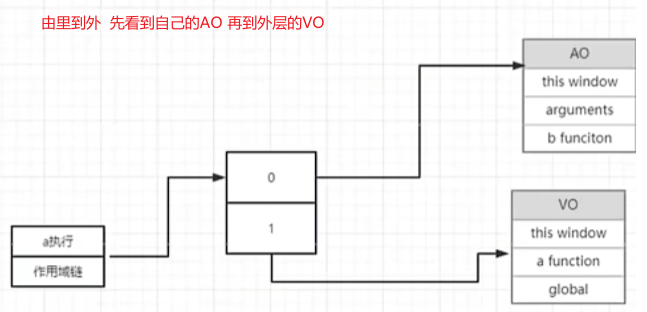 由里到外 先看到自己的AO 再到外层的VO
AO
this window
arguments
b funciton
0
1
a执行
作用域链
VO
this window
a function
global